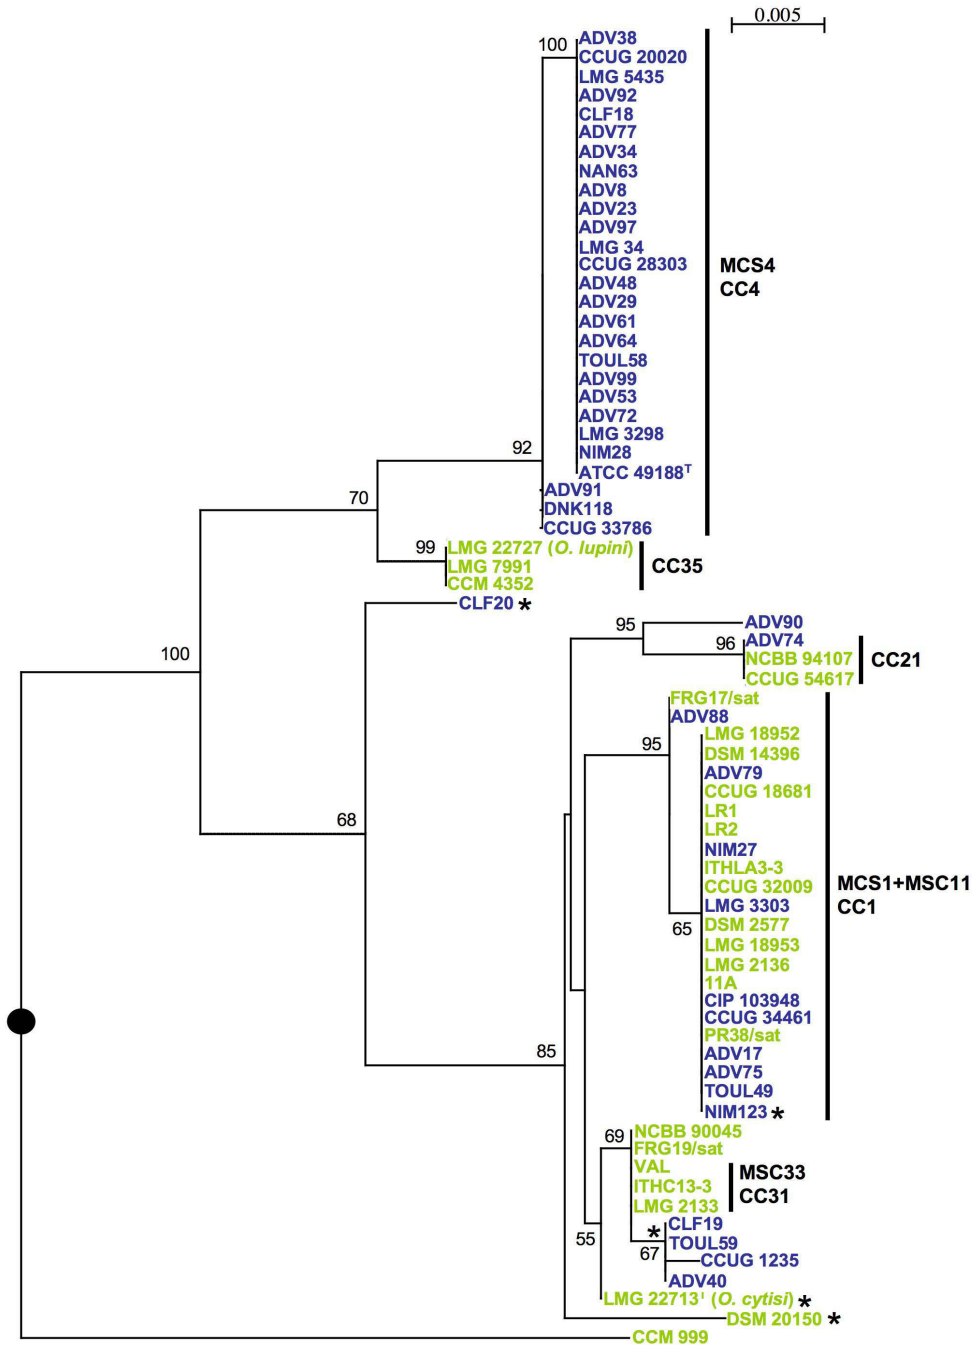 0.005
100
ADV38
CCUG 20020
LMG 5435
ADV92
CLF18
ADV77
ADV34
NAN63
ADV8
ADV23
ADV97
LMG 34
CCUG 28303
MCS4
CC4
ADV48
ADV29
ADV61
ADV64
TOUL58
ADV99
ADV53
ADV72
LMG 3298
NIM28
92
ATCC 49188ᵀ
ADV91
70
DNK118
CCUG 33786
99
LMG 22727 (O. lupini)
LMG 7991
CC35
CCM 4352
CLF20 *
95
ADV90
96
ADV74
100
NCBB 94107
CC21
CCUG 54617
FRG17/sat
ADV88
LMG 18952
95
DSM 14396
ADV79
CCUG 18681
LR1
68
LR2
NIM27
ITHLA3-3
CCUG 32009
MCS1+MSC11
CC1
LMG 3303
65
DSM 2577
LMG 18953
LMG 2136
11A
CIP 103948
CCUG 34461
PR38/sat
85
ADV17
ADV75
TOUL49
NIM123 *
69
NCBB 90045
FRG19/sat
VAL
MSC33
CC31
ITHC13-3
LMG 2133
* CLF19
55
TOUL59
67
CCUG 1235
ADV40
LMG 22713ᴵ (O. cytisi) *
DSM 20150 *
CCM 999